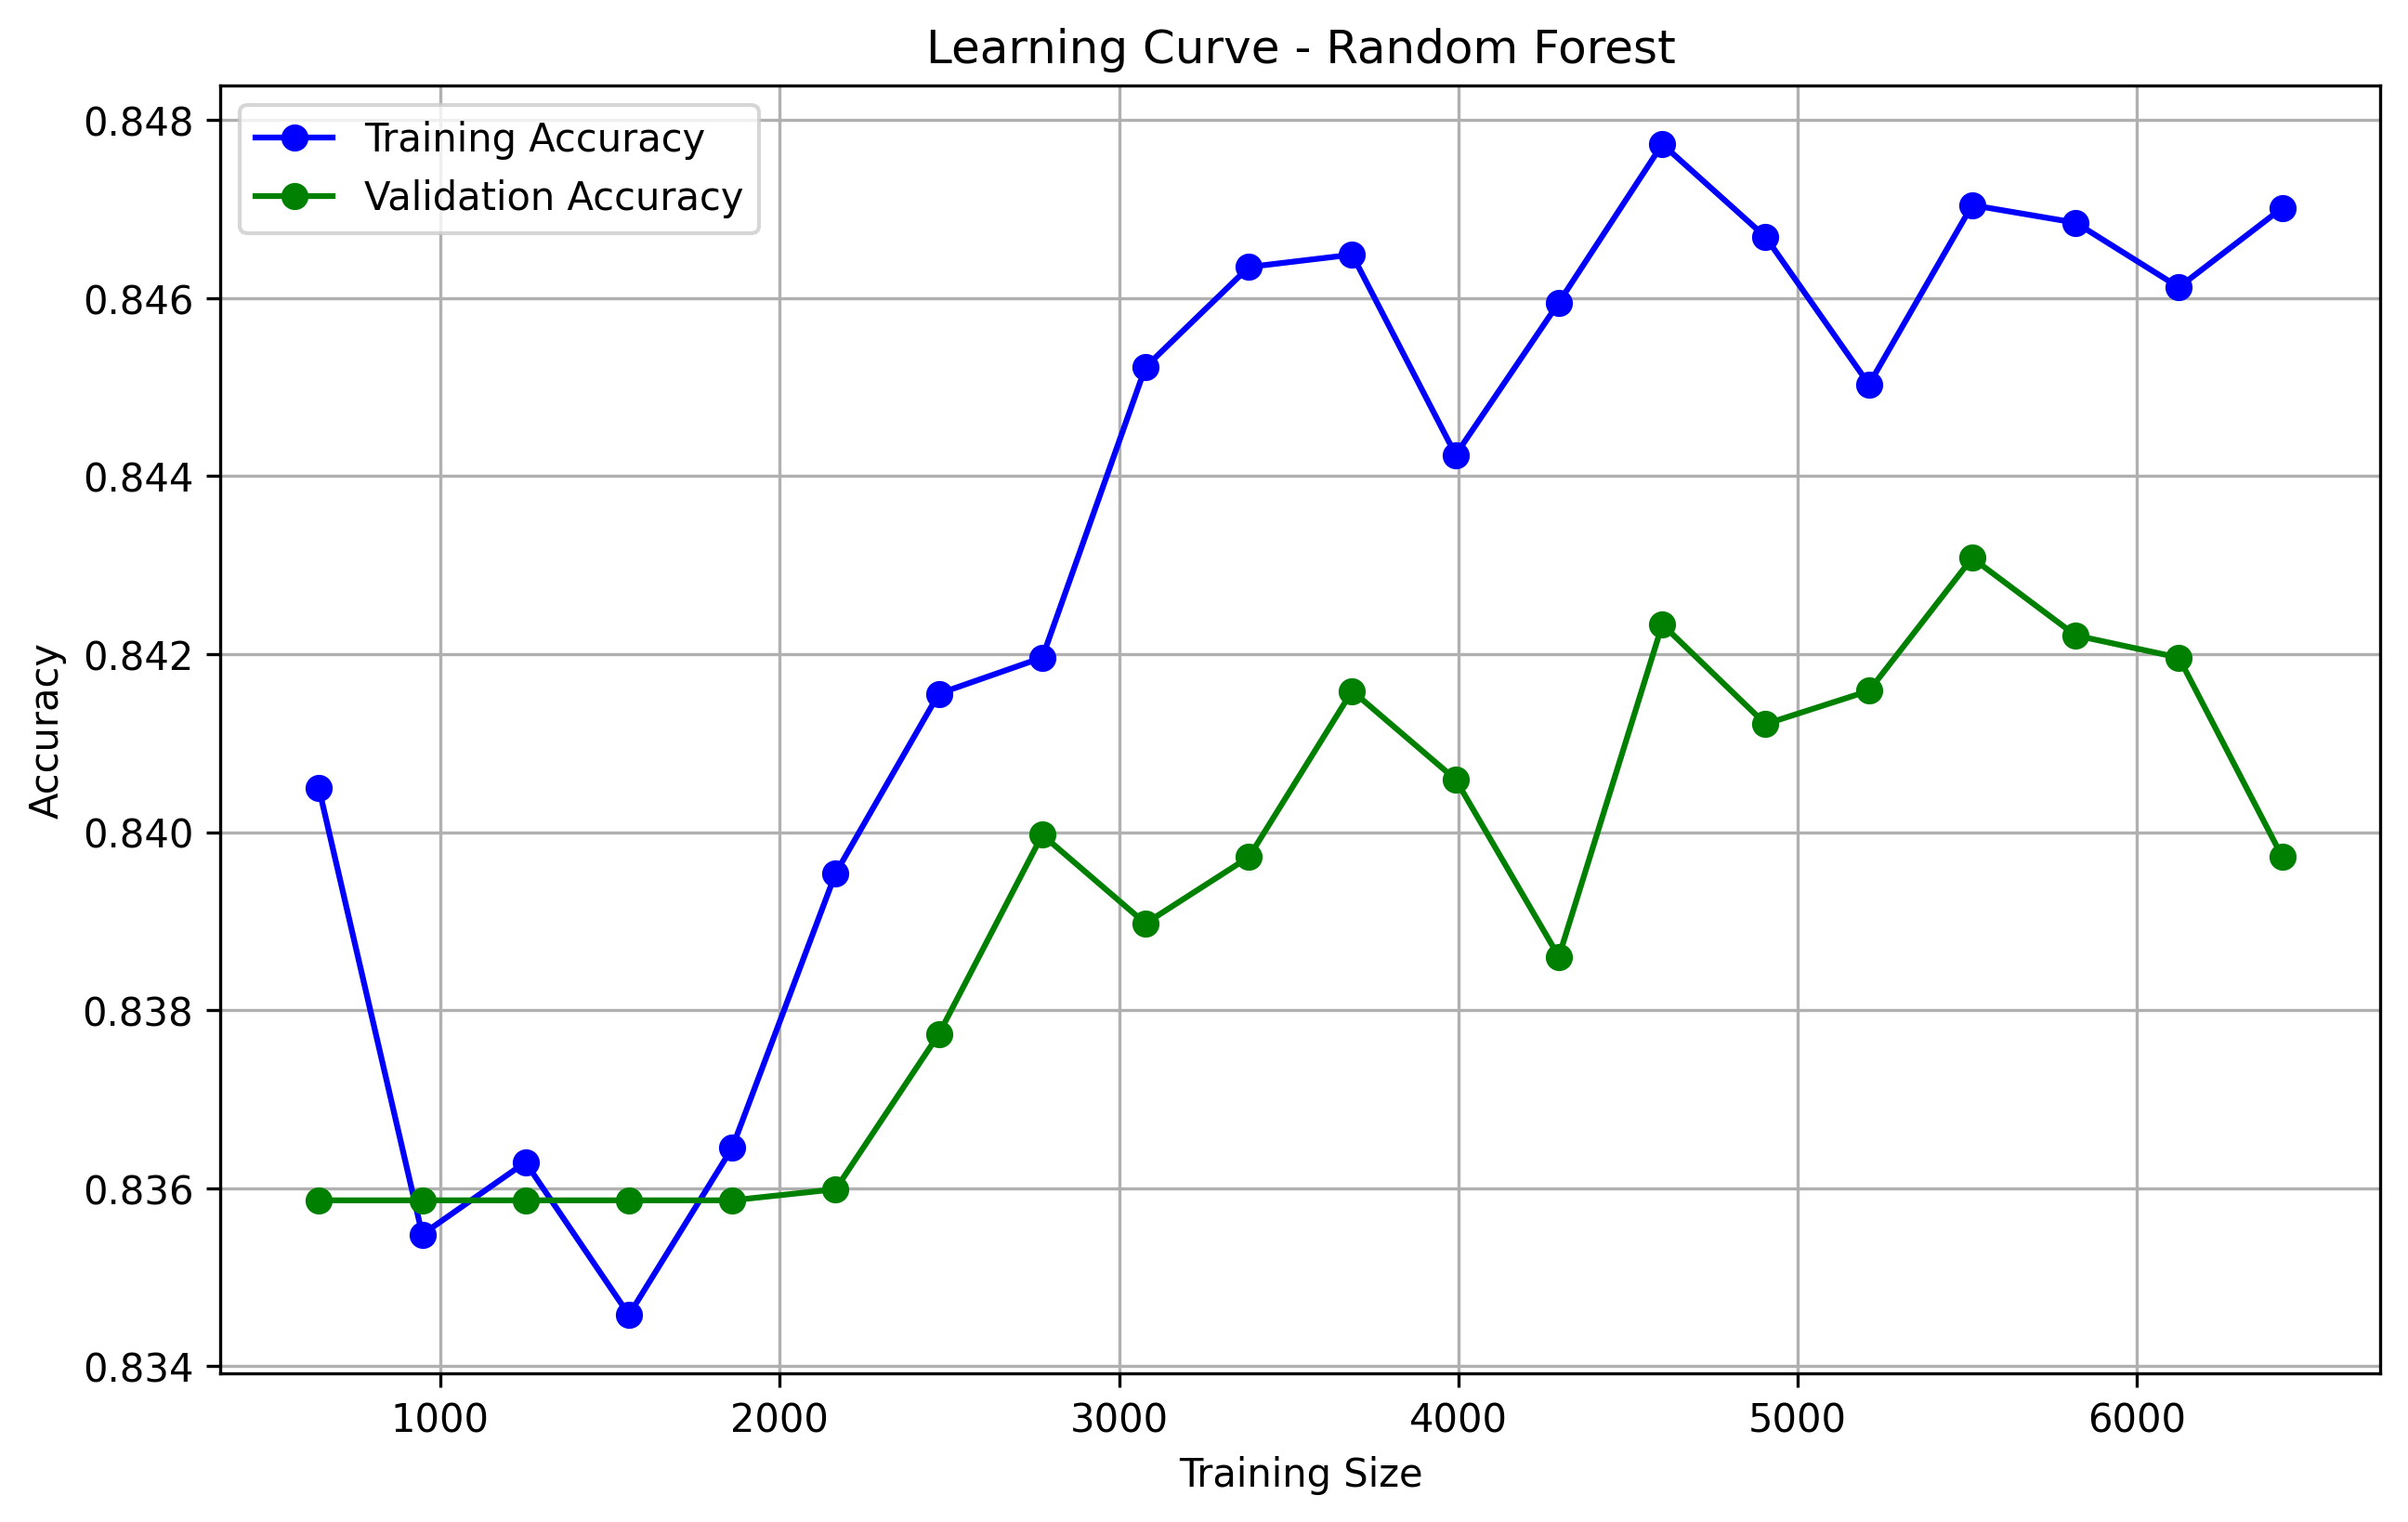 Learning Curve - Random Forest
Training Accuracy
Validation Accuracy
Accuracy
0.848
0.846
0.844
0.842
0.840
0.838
0.836
0.834
1000 2000 3000 4000 5000 6000
Training Size